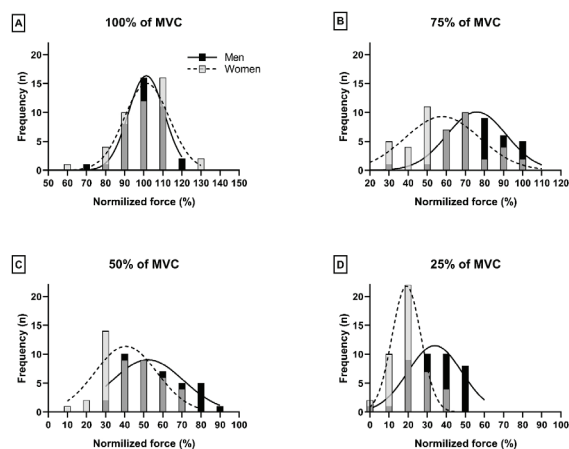 A
100% of MVC
Frequency (n)
20
15
10
5
0
50 60 70 80 90 100 110 120 130 140 150
Normilized force (%)
Men
Women
B
75% of MVC
Frequency (n)
20
15
10
5
0
20 30 40 50 60 70 80 90 100 110 120
Normilized force (%)
C
50% of MVC
Frequency (n)
20
15
10
5
0
0 10 20 30 40 50 60 70 80 90 100
Normilized force (%)
D
25% of MVC
Frequency (n)
20
15
10
5
0
0 10 20 30 40 50 60 70 80 90 100
Normilized force (%)